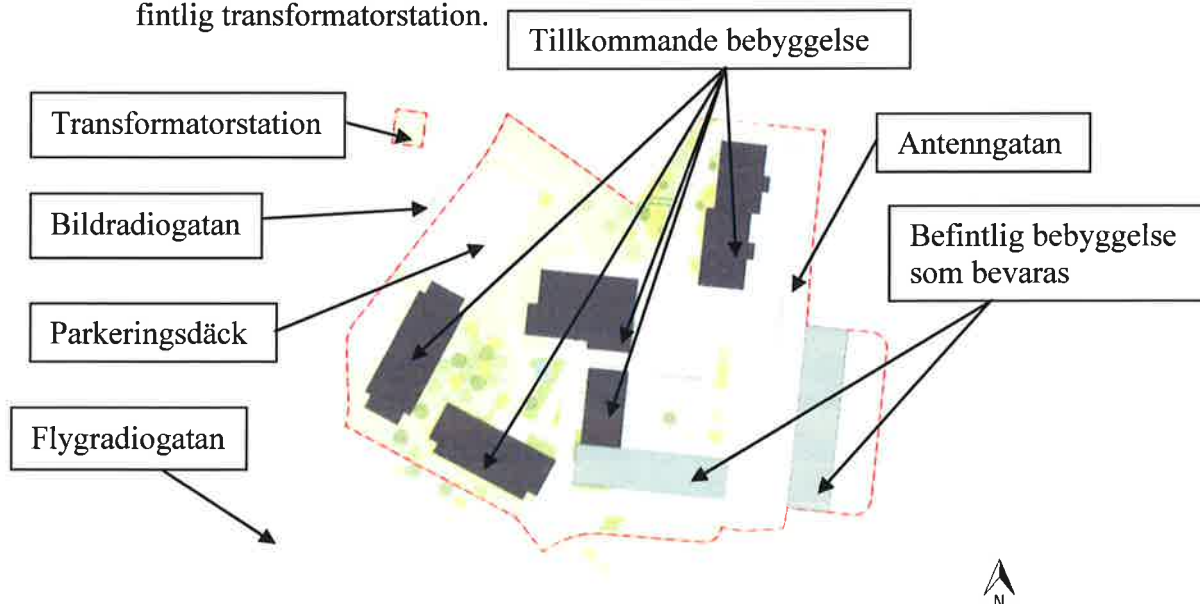 fintlig transformatorstation.
Tillkommande bebyggelse
Transformatorstation
Antenngatan
Bildradiogatan
Befintlig bebyggelse
som bevaras
Parkeringsdäck
Flygradiogatan
N